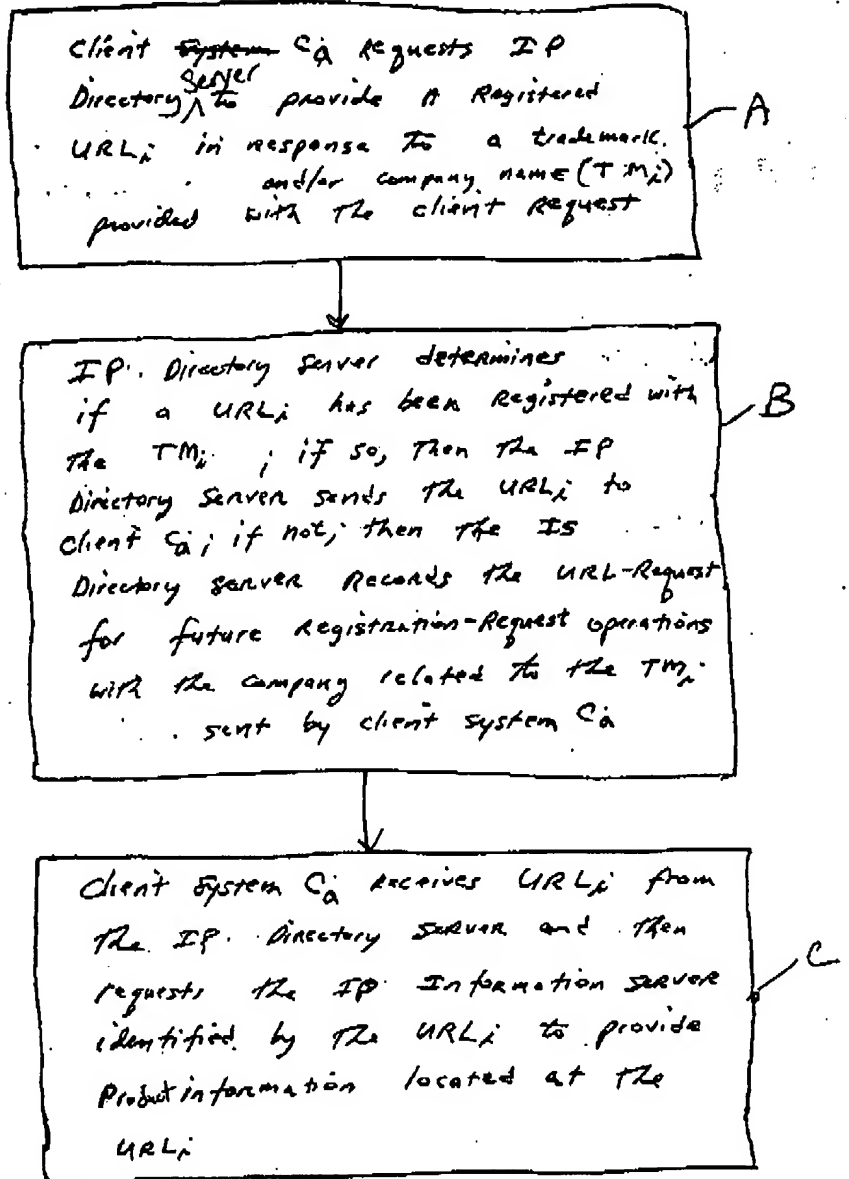 Client System Ca Requests IP
Server
Directory ^ to provide A Registered
URLi in response to a trademark
and/or company name (TMi)
provided with the client Request
A
IP Directory Server determines
if a URLi has been Registered with
the TMi ; if so, then the IP
Directory Server sends the URLi to
client Ca; if not, then the IS
Directory server Records the URL-Request
for future Registration-Request operations
with the company related to the TMi
sent by client system Ca
B
Client System Ca Receives URLi from
the IP Directory Server and then
requests the IP Information Server
identified by the URLi to provide
Product information located at the
URLi
C